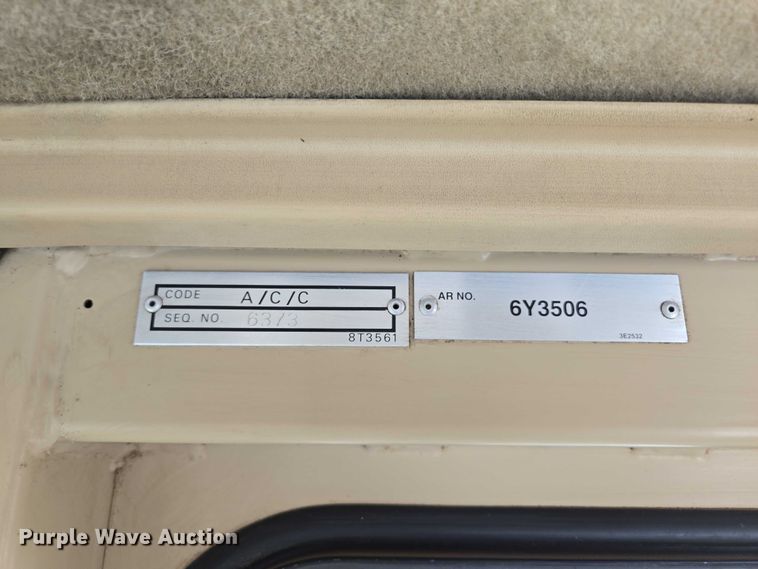 CODE A/C/C
SEQ. NO. 6373
8T3561
AR NO.
6Y3506
3E2532
Purple Wave Auction®